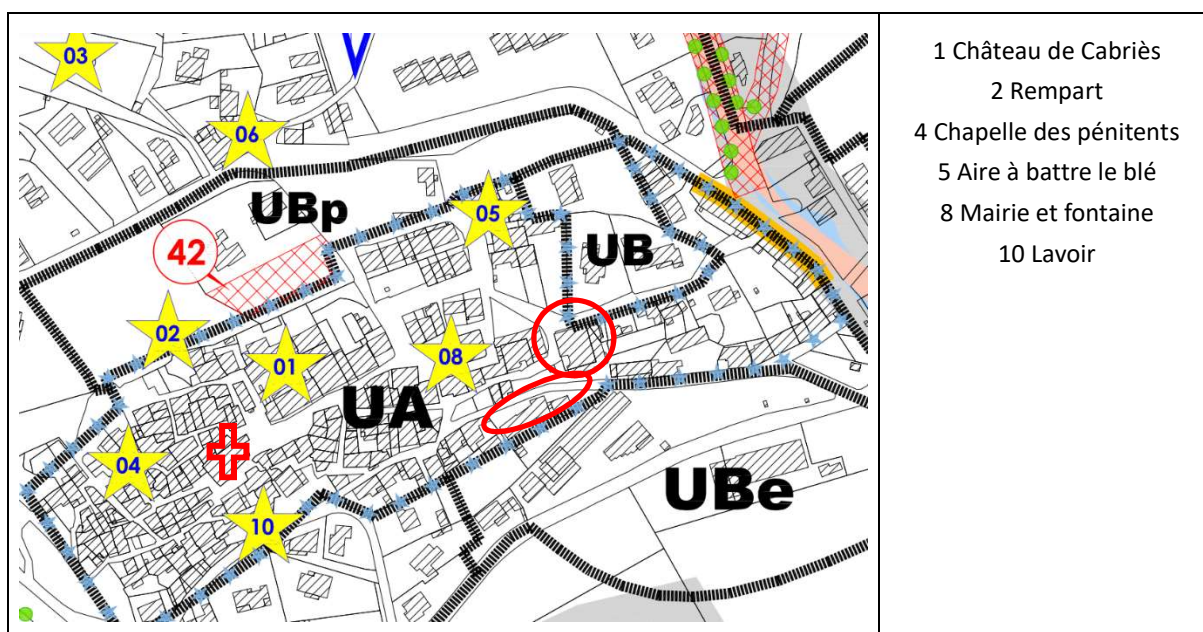 03
06
UBp
05
UB
42
02
01
08
UA
04
10
UBe
1 Château de Cabriès
2 Rempart
4 Chapelle des pénitents
5 Aire à battre le blé
8 Mairie et fontaine
10 Lavoir